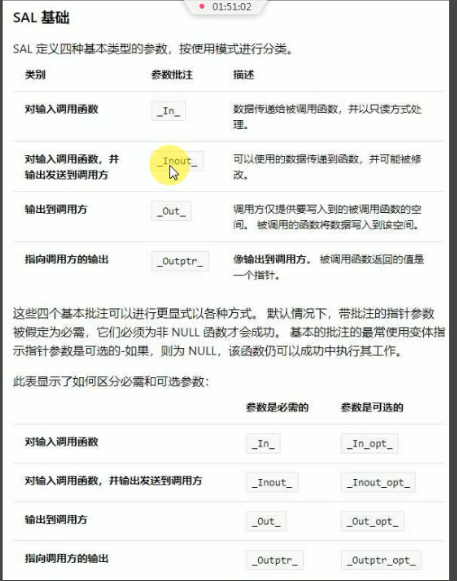 01:51:02
SAL 基础
SAL 定义四种基本类型的参数，按使用模式进行分类。
类别 参数批注 描述
对输入调用函数 _In_ 数据传递给被调用函数，并以只读方式处
理。
对输入调用函数，并 _Inout_ 可以使用的数据传递到函数，并可能被修
输出发送到调用方 改。
输出到调用方 _Out_ 调用方仅提供要写入到的被调用函数的空
间。 被调用的函数将数据写入到该空间。
指向调用方的输出 _Outptr_ 像输出到调用方。 被调用函数返回的值是
一个指针。
这些四个基本批注可以进行更显式以各种方式。 默认情况下，带批注的指针参数
被假定为必需，它们必须为非 NULL 函数才会成功。 基本的批注的最常使用变体指
示指针参数是可选的-如果，则为 NULL，该函数仍可以成功中执行其工作。
此表显示了如何区分必需和可选参数：
参数是必需的 参数是可选的
对输入调用函数 _In_ _In_opt_
对输入调用函数，并输出发送到调用方 _Inout_ _Inout_opt_
输出到调用方 _Out_ _Out_opt_
指向调用方的输出 _Outptr_ _Outptr_opt_